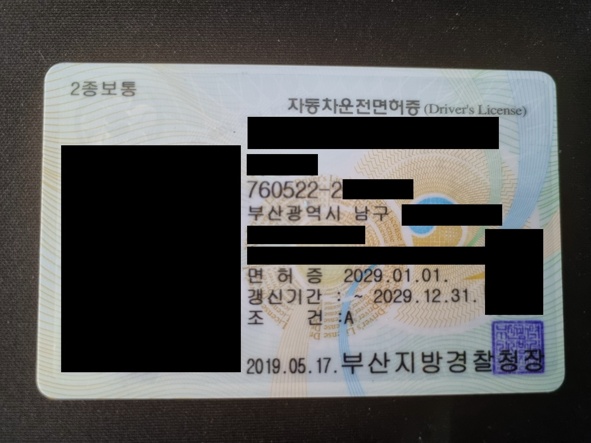 2종보통
자동차운전면허증 (Driver's License)
760522-2
부산광역시 남구
면 허 증 2029.01.01.
갱신기간 : ~ 2029.12.31.
조 건 :A
2019.05.17. 부산지방경찰청장